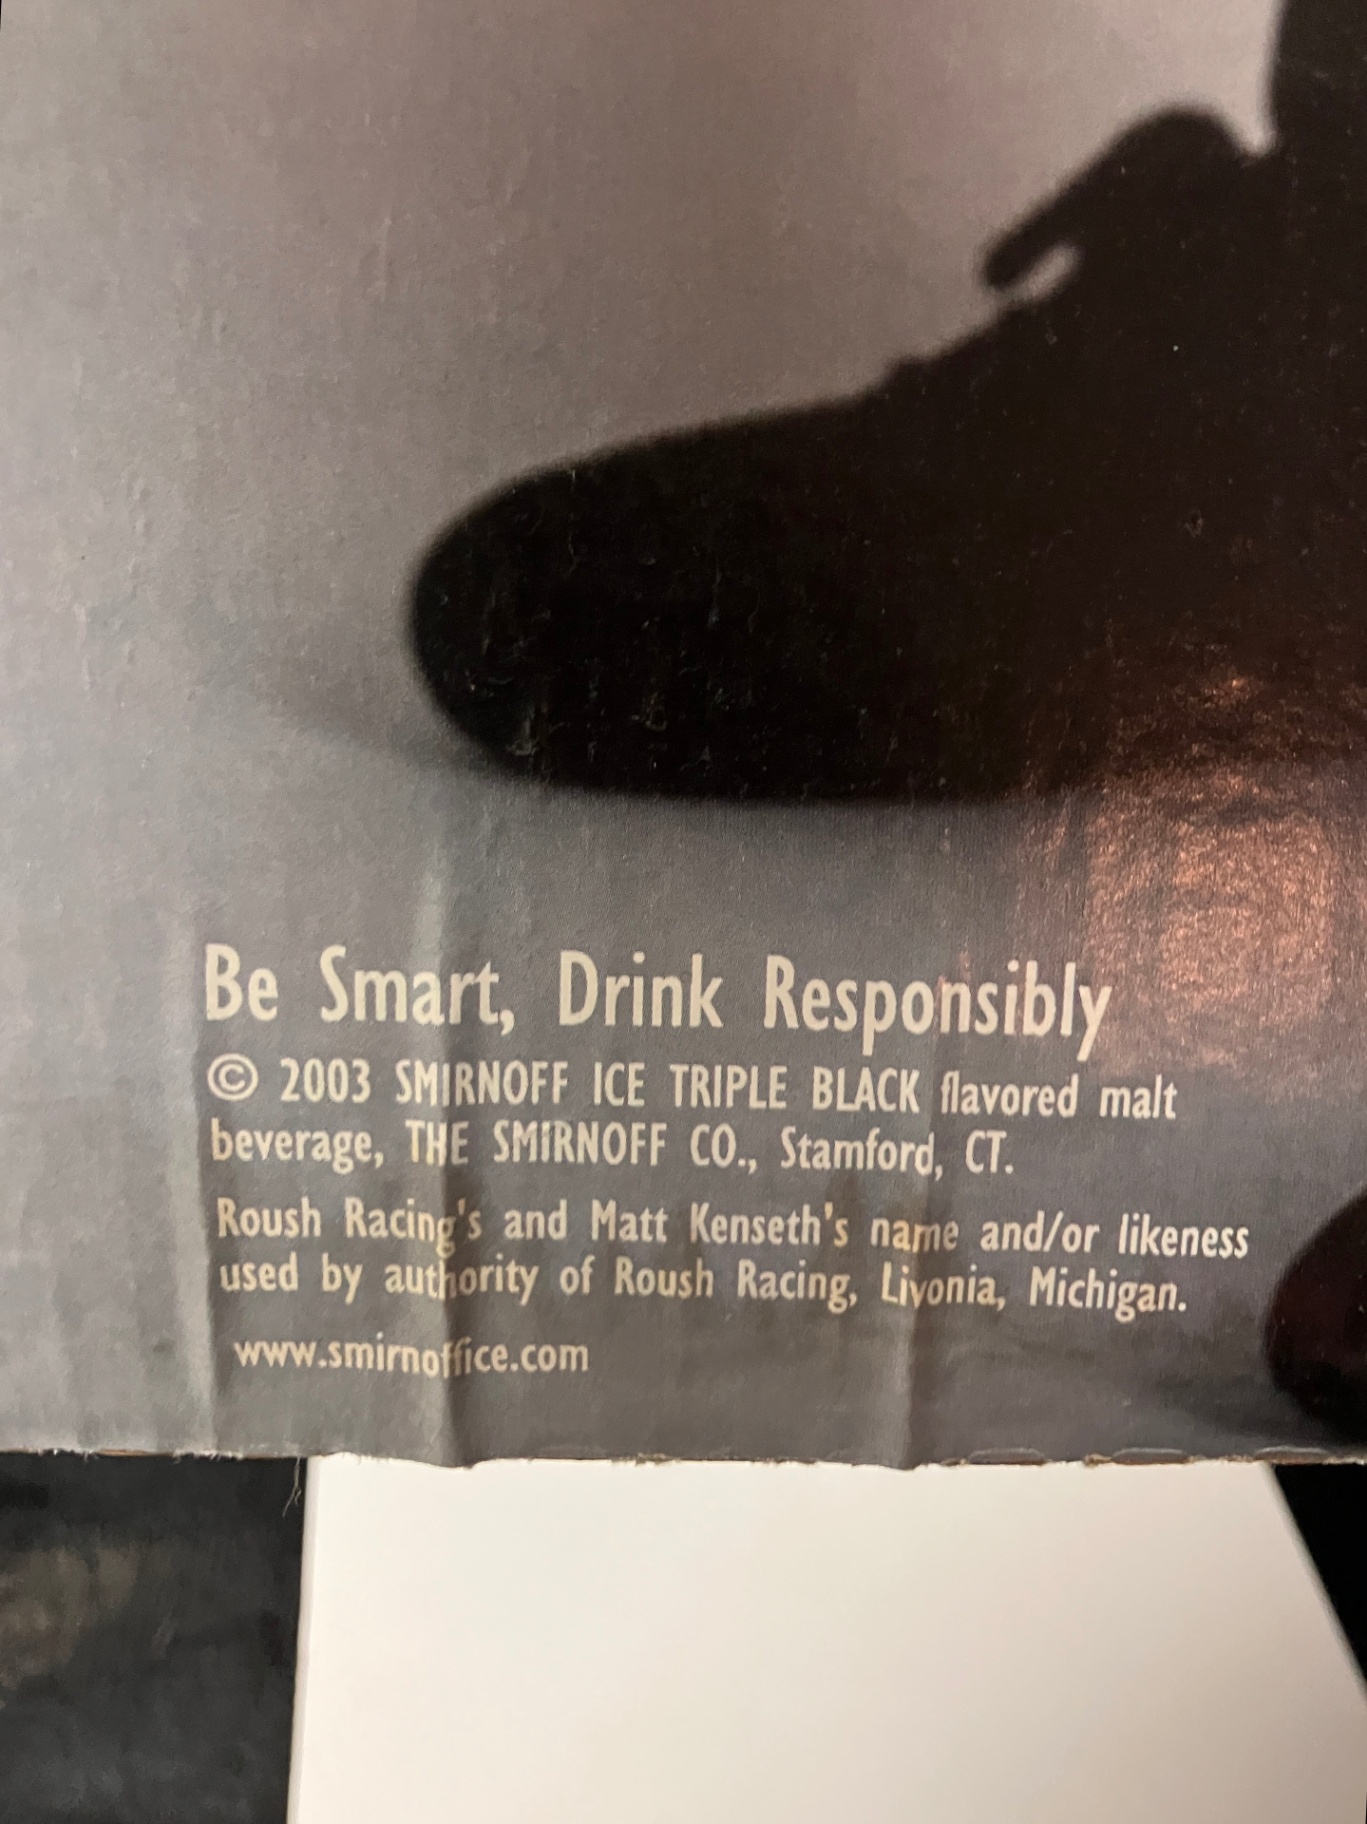 Be Smart, Drink Responsibly
© 2003 SMIRNOFF ICE TRIPLE BLACK flavored malt
beverage, THE SMIRNOFF CO., Stamford, CT.
Roush Racing's and Matt Kenseth's name and/or likeness
used by authority of Roush Racing, Livonia, Michigan.
www.smirnoffice.com